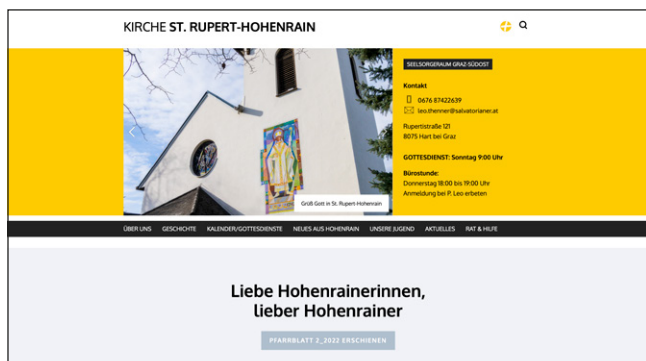 KIRCHE ST. RUPERT-HOHENRAIN
SEELSORGERAUM GRAZ-SÜDOST
Kontakt
0676 87422639
leo.thenner@salvatorianer.at
Rupertistraße 121
8075 Hart bei Graz
GOTTESDIENST: Sonntag 9:00 Uhr
Bürostunde:
Donnerstag 18:00 bis 19:00 Uhr
Anmeldung bei P. Leo erbeten
Grüß Gott in St. Rupert-Hohenrain
ÜBER UNS GESCHICHTE KALENDER/GOTTESDIENSTE NEUES AUS HOHENRAIN UNSERE JUGEND AKTUELLES RAT & HILFE
Liebe Hohenrainerinnen,
lieber Hohenrainer
PFARRBLATT 2_2022 ERSCHIENEN